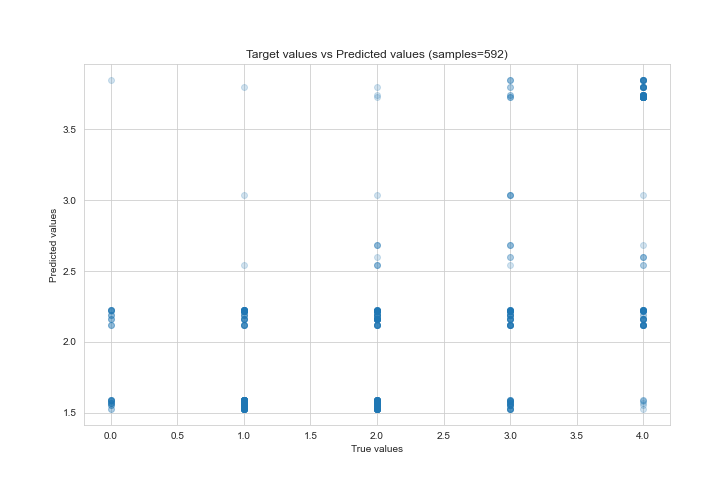 Target values vs Predicted values (samples=592)
Predicted values
3.5
3.0
2.5
2.0
1.5
0.0 0.5 1.0 1.5 2.0 2.5 3.0 3.5 4.0
True values